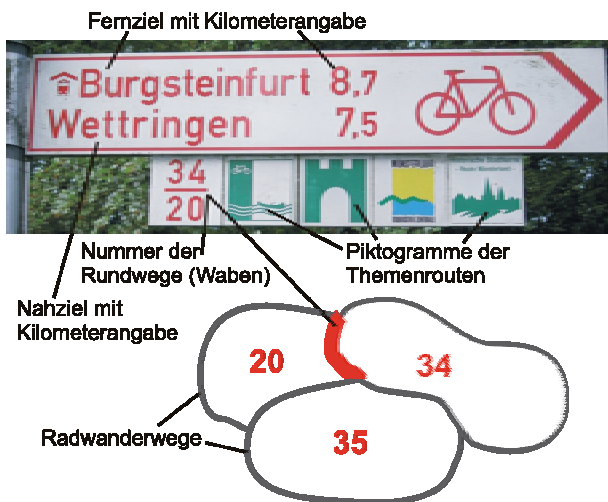 Fernziel mit Kilometerangabe
Burgsteinfurt 8,7
Wettringen 7,5
34
20
Nummer der
Rundwege (Waben)
Piktogramme der
Themenrouten
Nahziel mit
Kilometerangabe
20
34
Radwanderwege
35